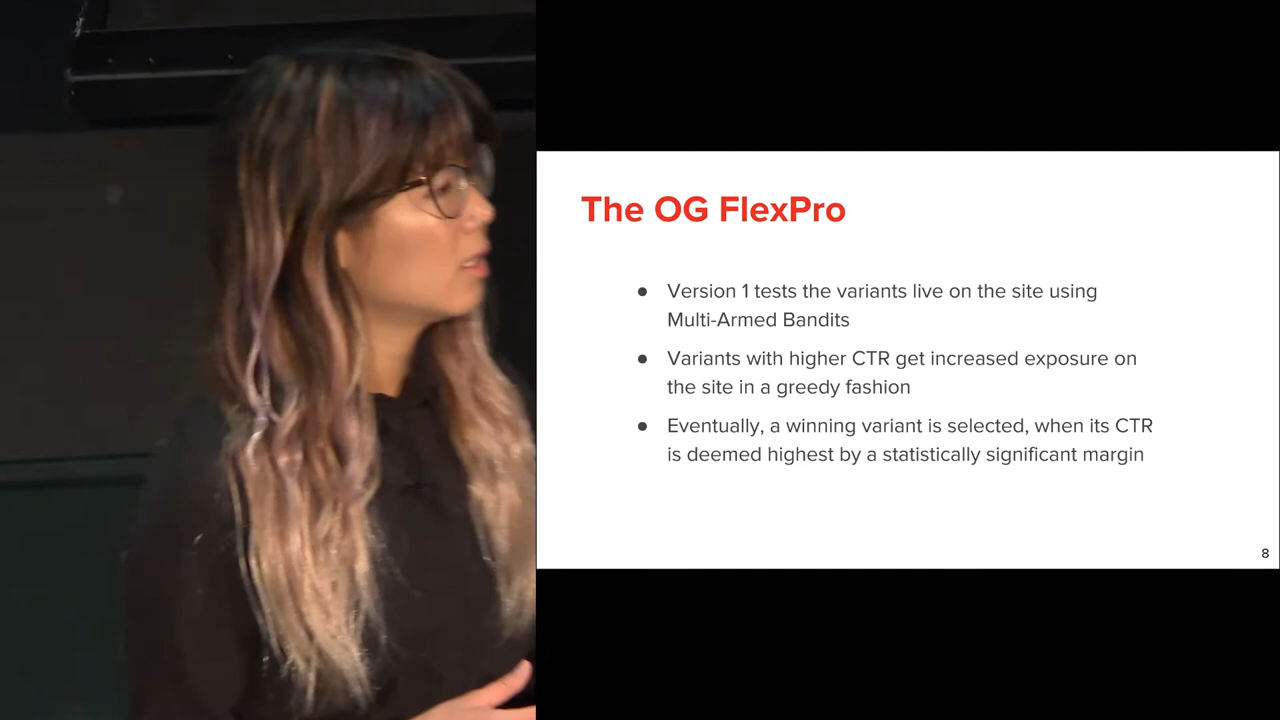 The OG FlexPro
● Version 1 tests the variants live on the site using
Multi-Armed Bandits
● Variants with higher CTR get increased exposure on
the site in a greedy fashion
● Eventually, a winning variant is selected, when its CTR
is deemed highest by a statistically significant margin
8